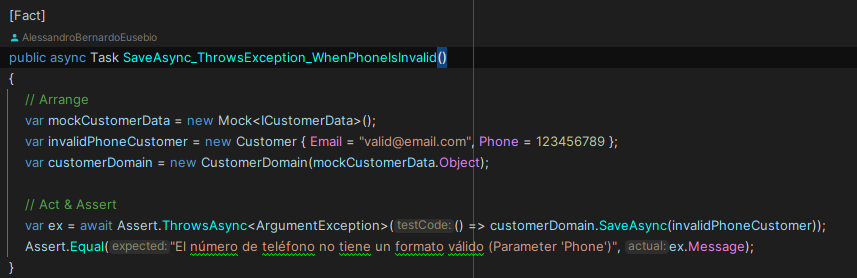 [Fact]
AlessandroBernardoEusebio
public async Task SaveAsync_ThrowsException_WhenPhoneIsInvalid()
{
// Arrange
var mockCustomerData = new Mock<ICustomerData>();
var invalidPhoneCustomer = new Customer { Email = "valid@email.com", Phone = 123456789 };
var customerDomain = new CustomerDomain(mockCustomerData.Object);
// Act & Assert
var ex = await Assert.ThrowsAsync<ArgumentException>( testCode: () => customerDomain.SaveAsync(invalidPhoneCustomer));
Assert.Equal( expected: "El número de teléfono no tiene un formato válido (Parameter 'Phone')", actual: ex.Message);
}